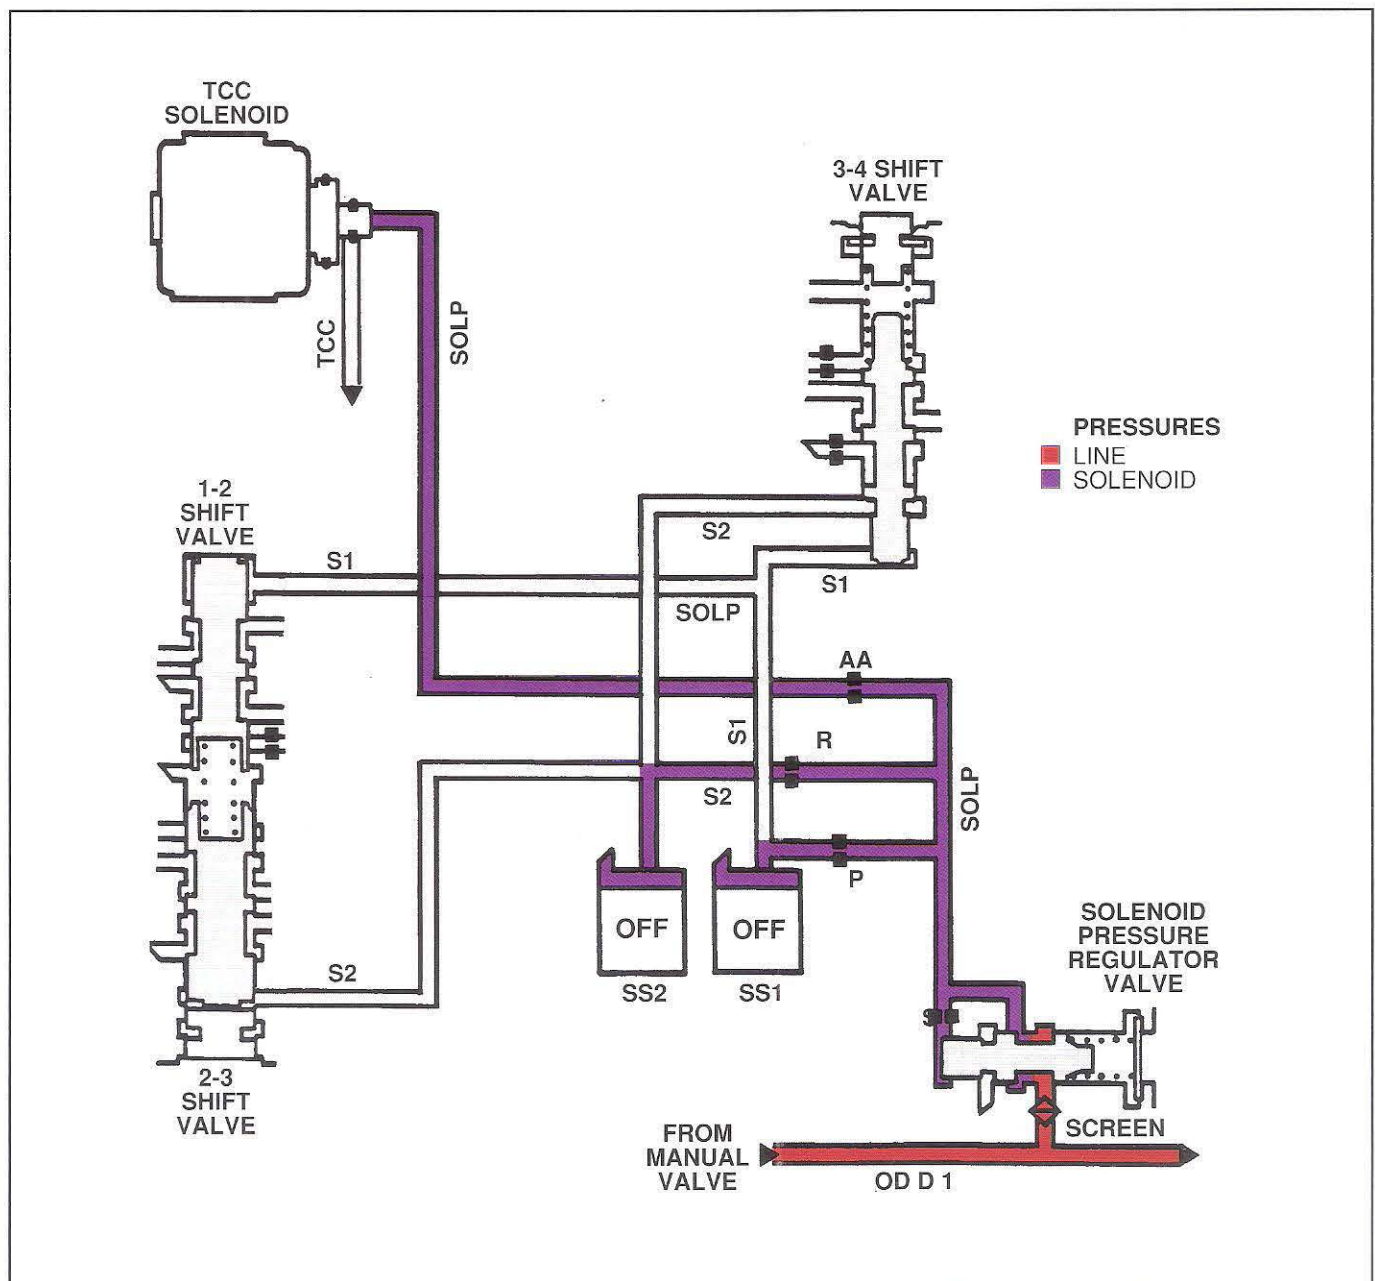 TCC
SOLENOID
3-4 SHIFT
VALVE
TCC
SOLP
PRESSURES
LINE
SOLENOID
1-2
SHIFT
VALVE
S1
S2
S1
SOLP
AA
S1
R
S2
SOLP
P
OFF
OFF
SS2
SS1
S2
SOLENOID
PRESSURE
REGULATOR
VALVE
2-3
SHIFT
VALVE
SCREEN
FROM
MANUAL
VALVE
OD D 1